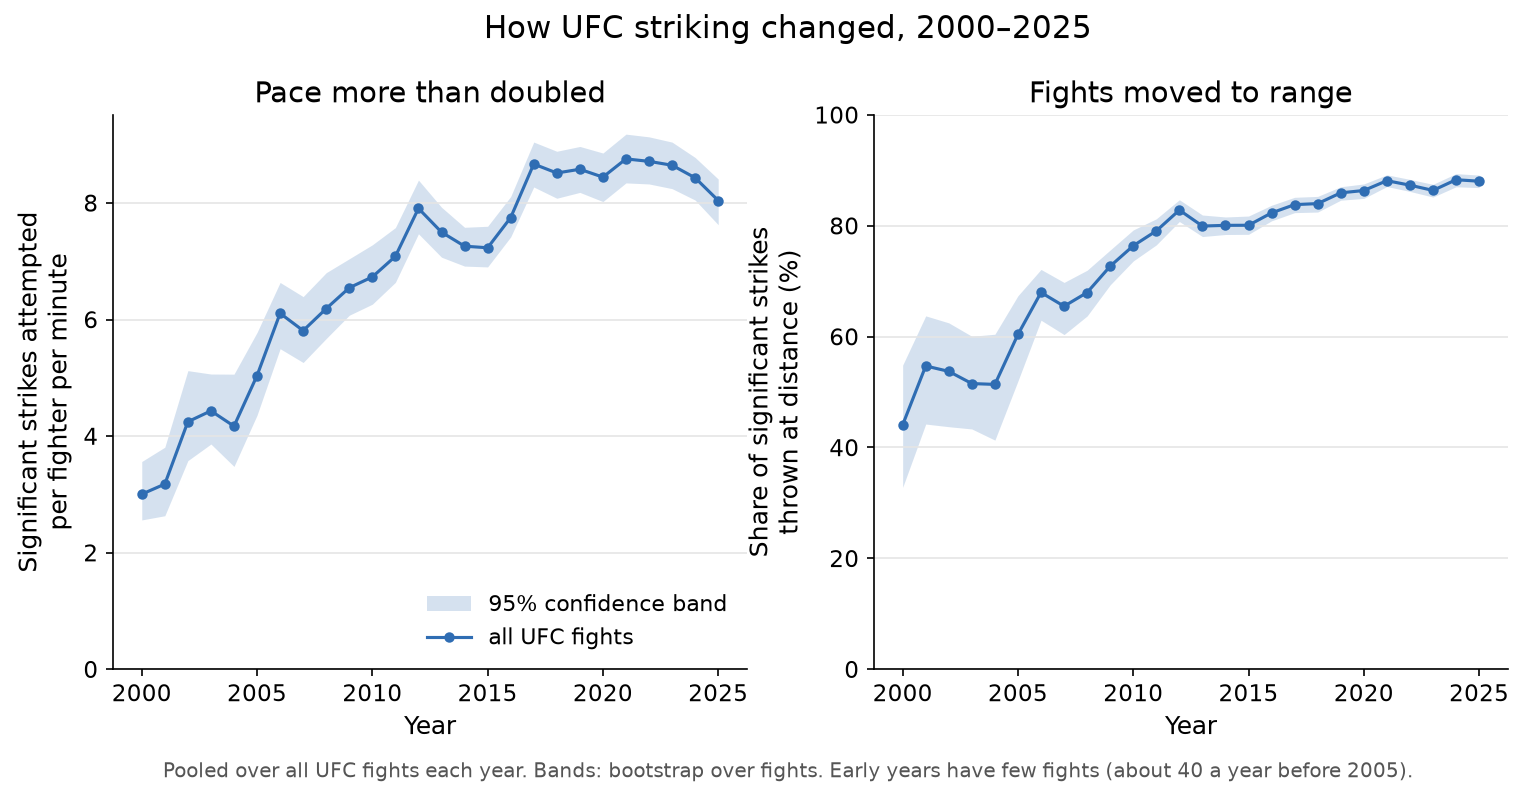 How UFC striking changed, 2000–2025
Pace more than doubled
Significant strikes attempted
per fighter per minute
8
6
4
2
0
95% confidence band
all UFC fights
2000 2005 2010 2015 2020 2025
Year
Fights moved to range
Share of significant strikes
thrown at distance (%)
100
80
60
40
20
0
2000 2005 2010 2015 2020 2025
Year
Pooled over all UFC fights each year. Bands: bootstrap over fights. Early years have few fights (about 40 a year before 2005).